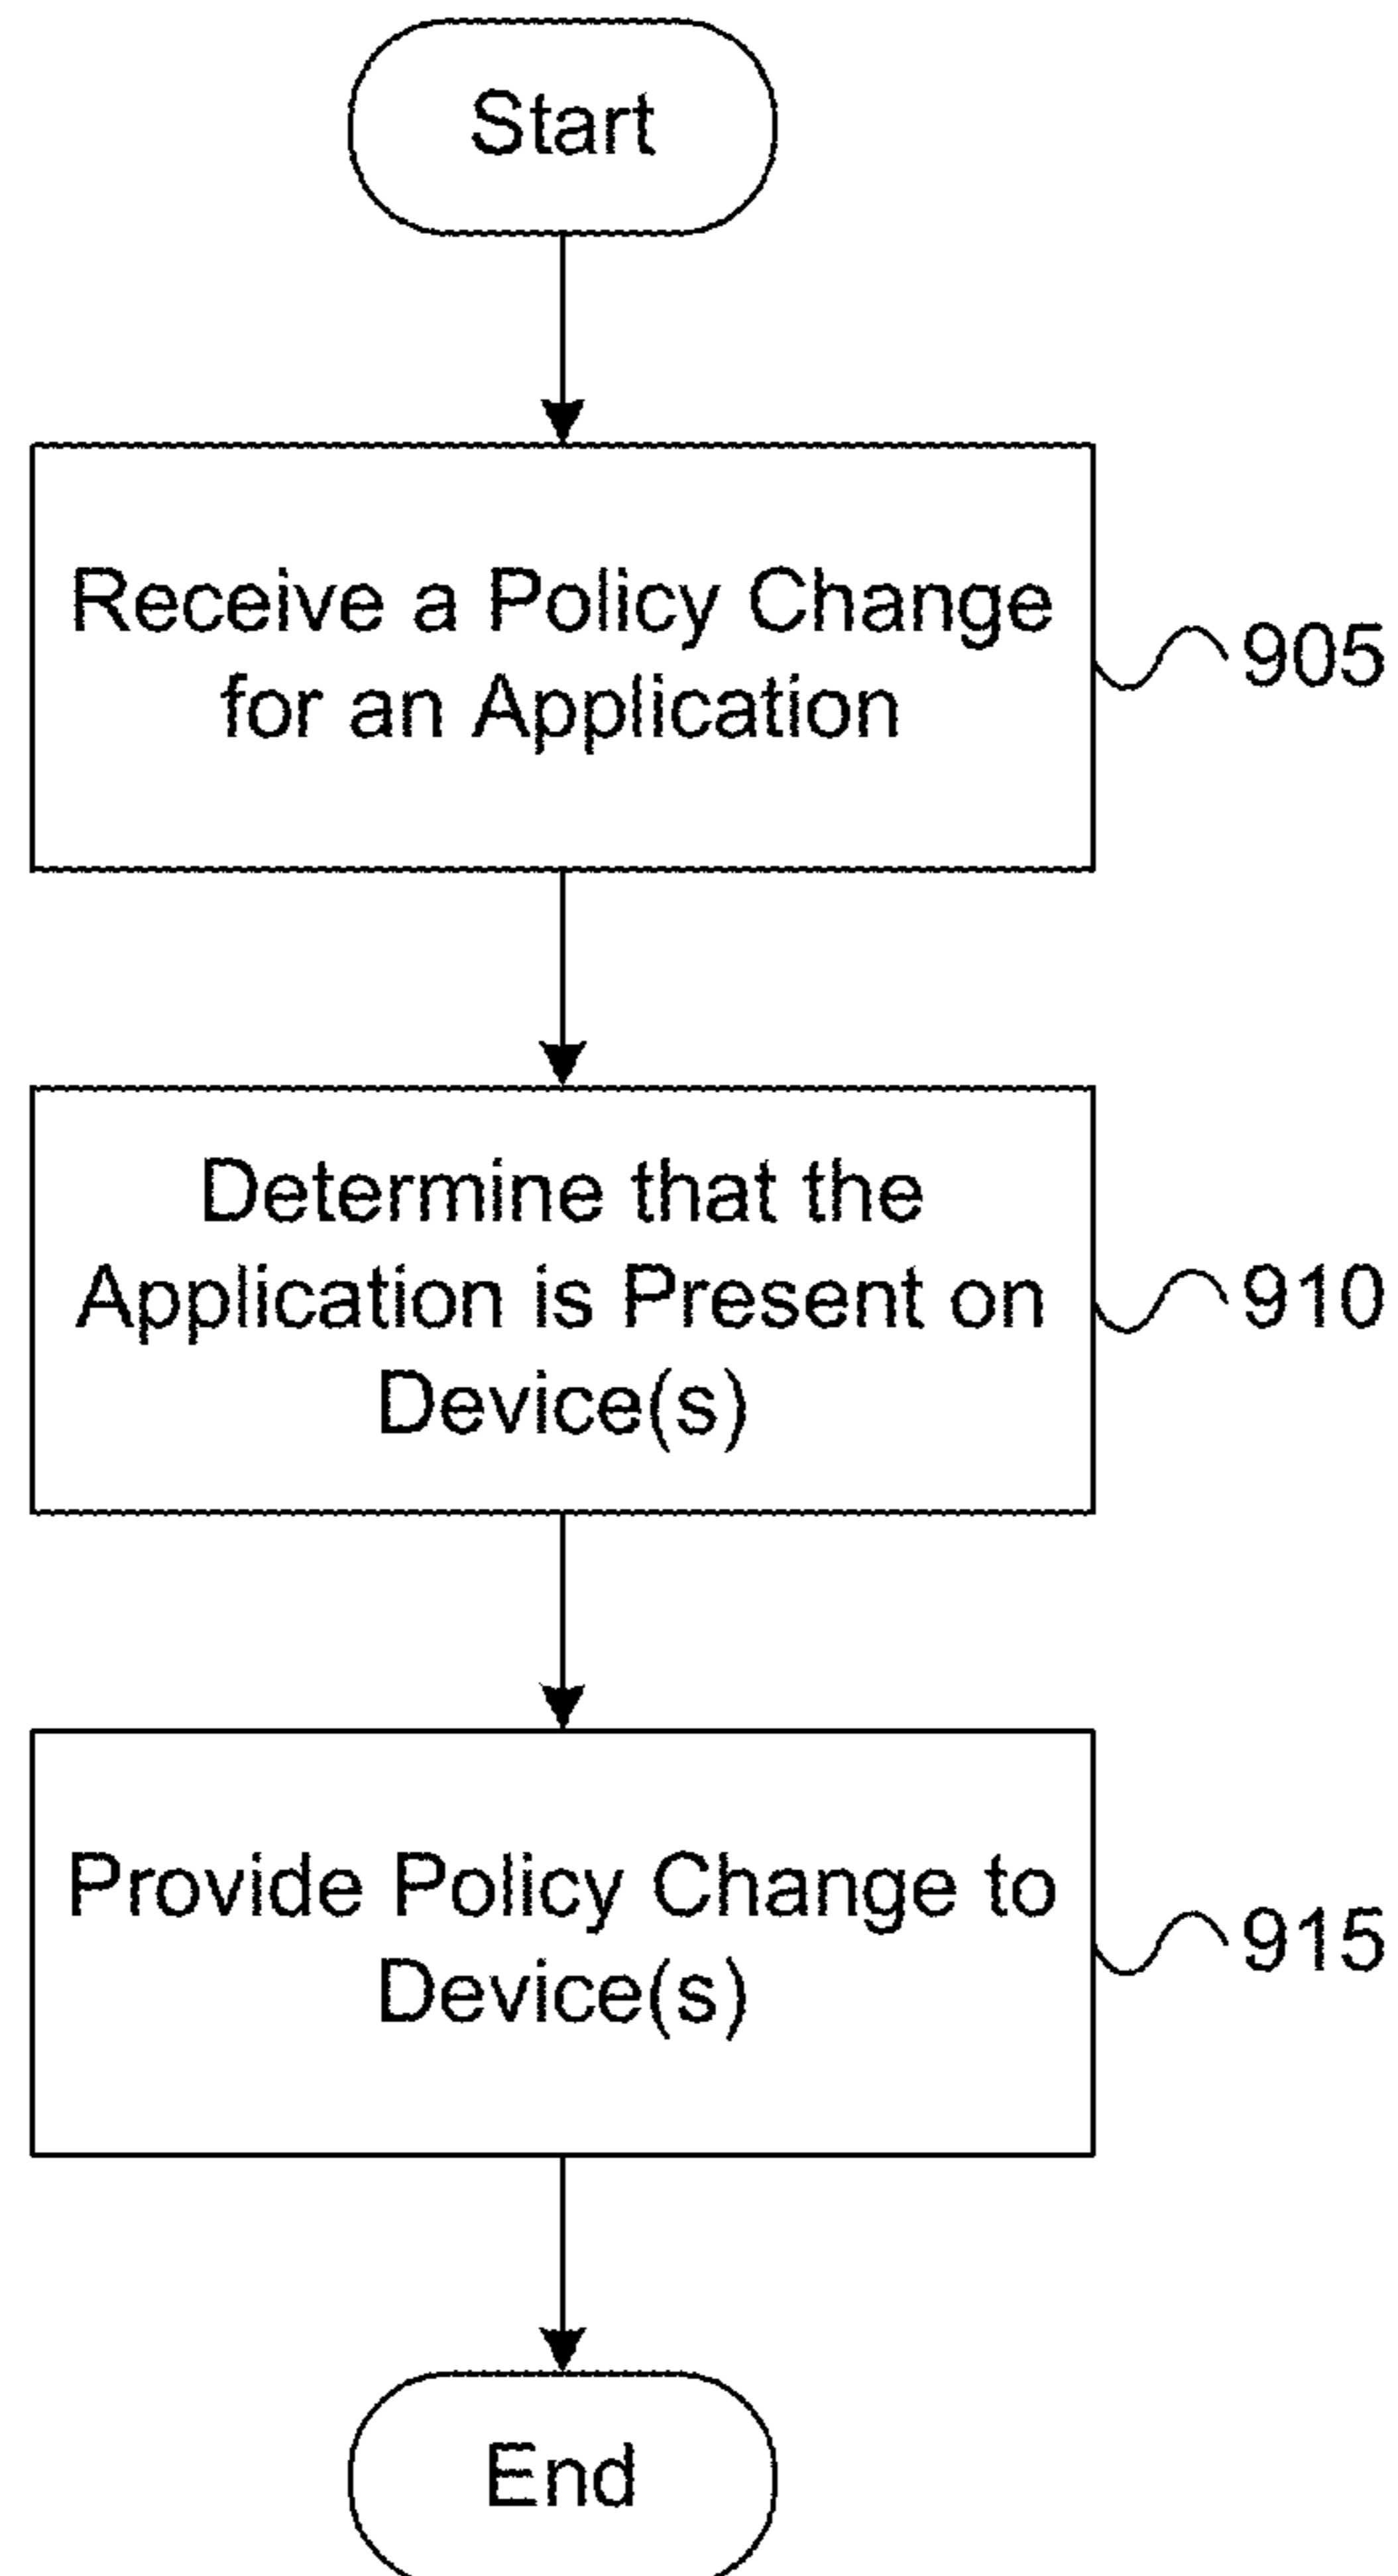 Start
Receive a Policy Change
for an Application
905
Determine that the
Application is Present on
Device(s)
910
Provide Policy Change to
Device(s)
915
End